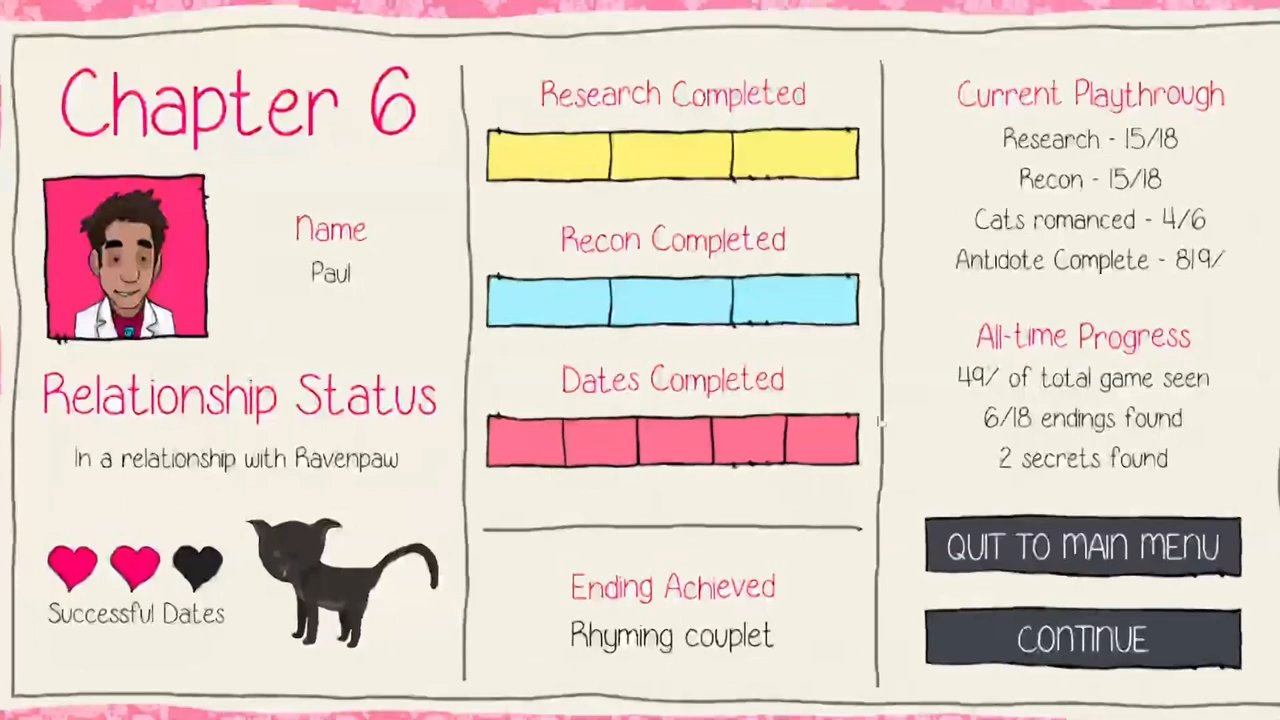 Chapter 6
Name
Paul
Relationship Status
In a relationship with Ravenpaw
Successful Dates
Research Completed
Recon Completed
Dates Completed
Ending Achieved
Rhyming couplet
Current Playthrough
Research - 15/18
Recon - 15/18
Cats romanced - 4/6
Antidote Complete - 819/
All-time Progress
49/ of total game seen
6/18 endings found
2 secrets found
QUIT TO MAIN MENU
CONTINUE